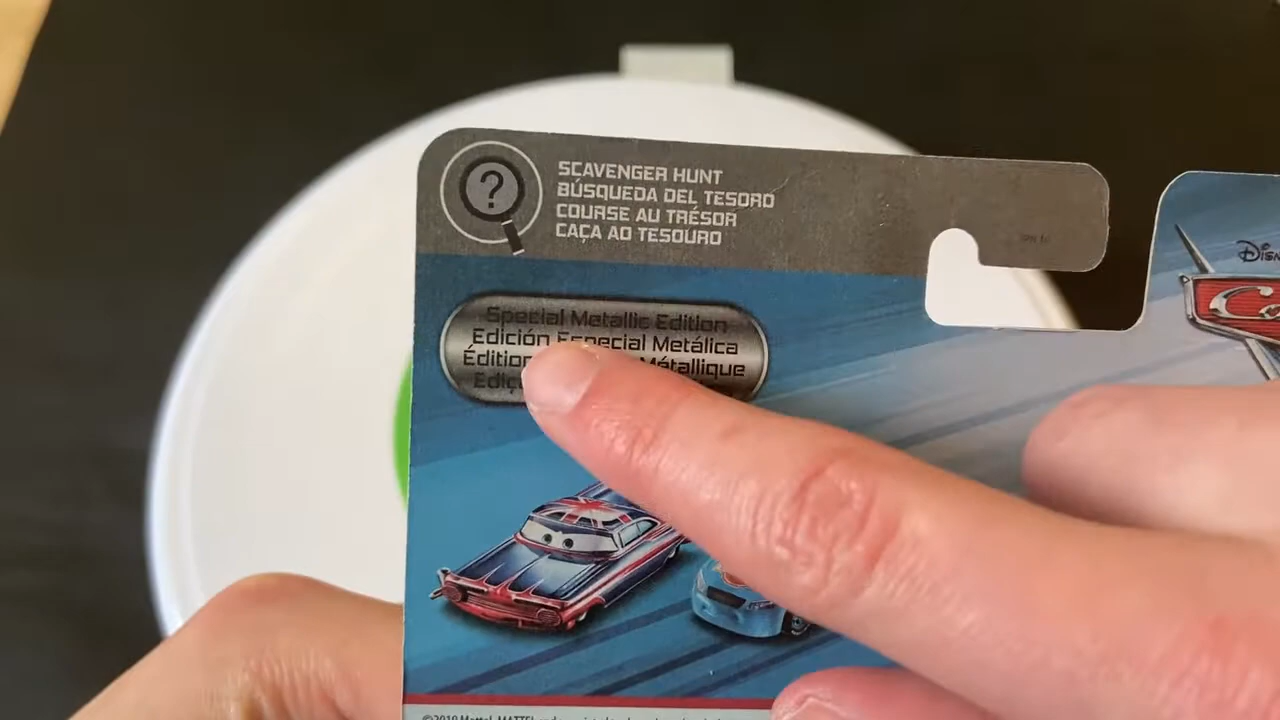 SCAVENGER HUNT
BÚSQUEDA DEL TESORO
COURSE AU TRÉSOR
CAÇA AO TESOURO
Special Metallic Edition
Edición Especial Metálica
Édition Métallique
©2019 Mattel. MATTEL